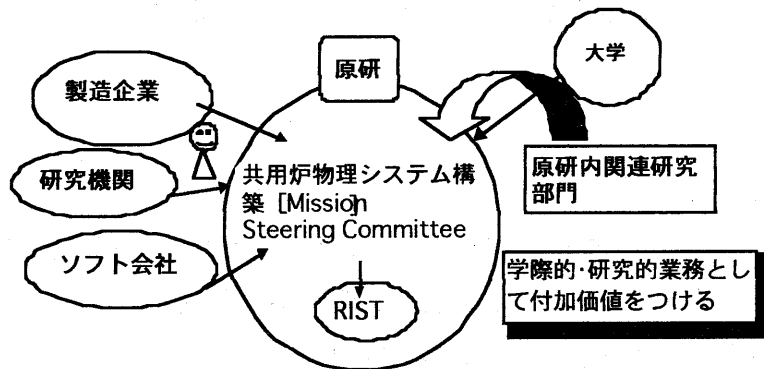 原研
大学
製造企業
研究機関
ソフト会社
共用炉物理システム構
築 [Mission]
Steering Committee
RIST
原研内関連研究
部門
学際的·研究的業務とし
て付加価値をつける